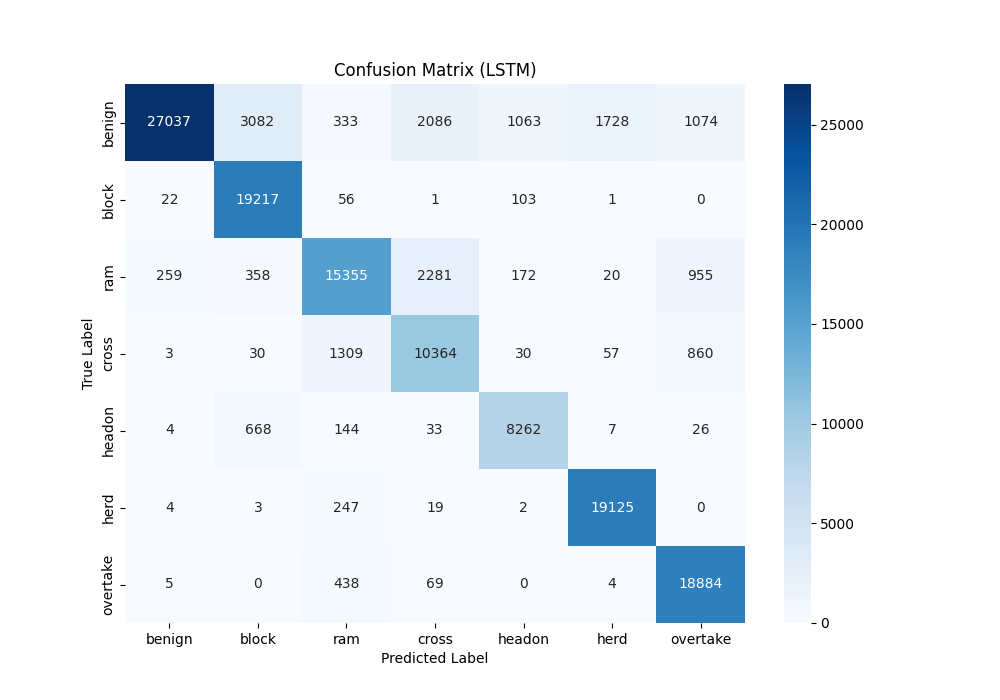 Confusion Matrix (LSTM)
benign 27037 3082 333 2086 1063 1728 1074
block 22 19217 56 1 103 1 0
ram 259 358 15355 2281 172 20 955
cross 3 30 1309 10364 30 57 860
headon 4 668 144 33 8262 7 26
herd 4 3 247 19 2 19125 0
overtake 5 0 438 69 0 4 18884
True Label
benign block ram cross headon herd overtake
Predicted Label
25000
20000
15000
10000
5000
0